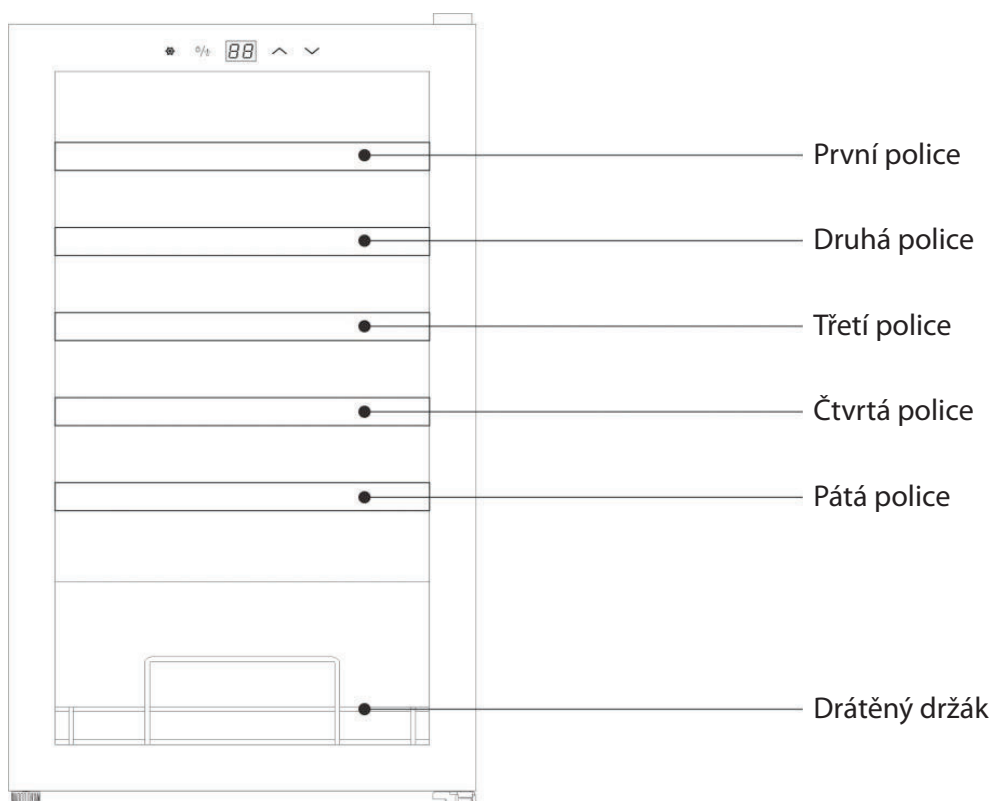 88
První police
Druhá police
Třetí police
Čtvrtá police
Pátá police
Drátěný držák